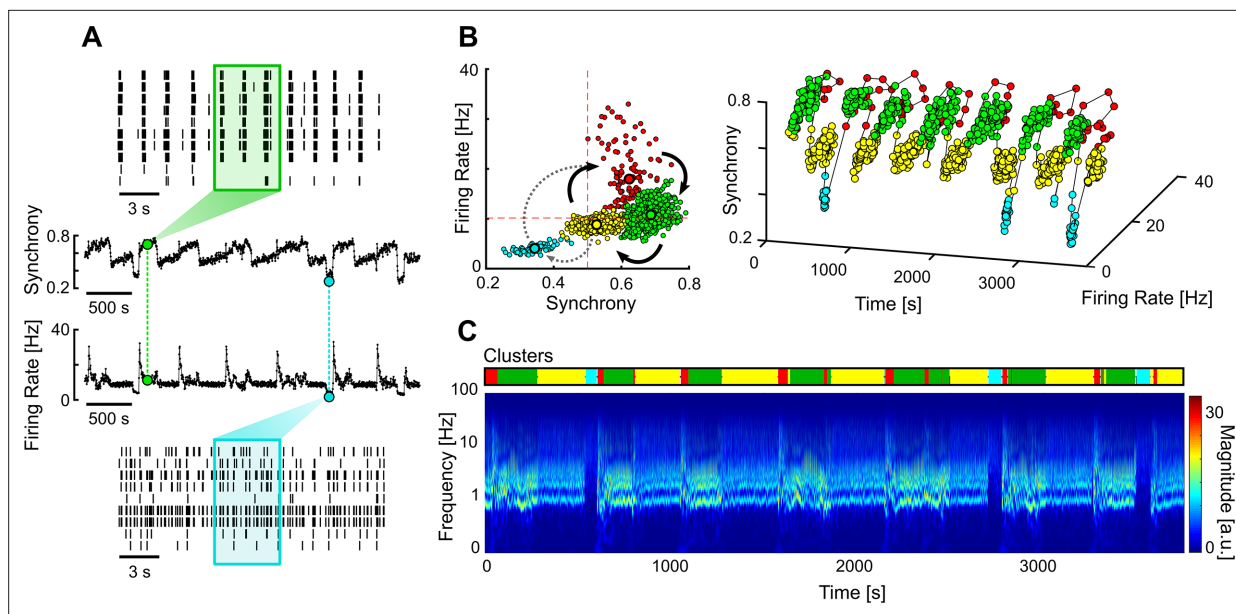 A
3 s
Synchrony
0.8
0.2
500 s
Firing Rate [Hz]
40
0
500 s
3 s
B
Firing Rate [Hz]
40
20
0
0.2
0.4
0.6
0.8
Synchrony
Synchrony
0.8
0.2
0
1000
2000
3000
Time [s]
0
20
40
Firing Rate [Hz]
C
Clusters
Frequency [Hz]
100
10
1
0
0
1000
2000
3000
Time [s]
30
0
Magnitude [a.u.]